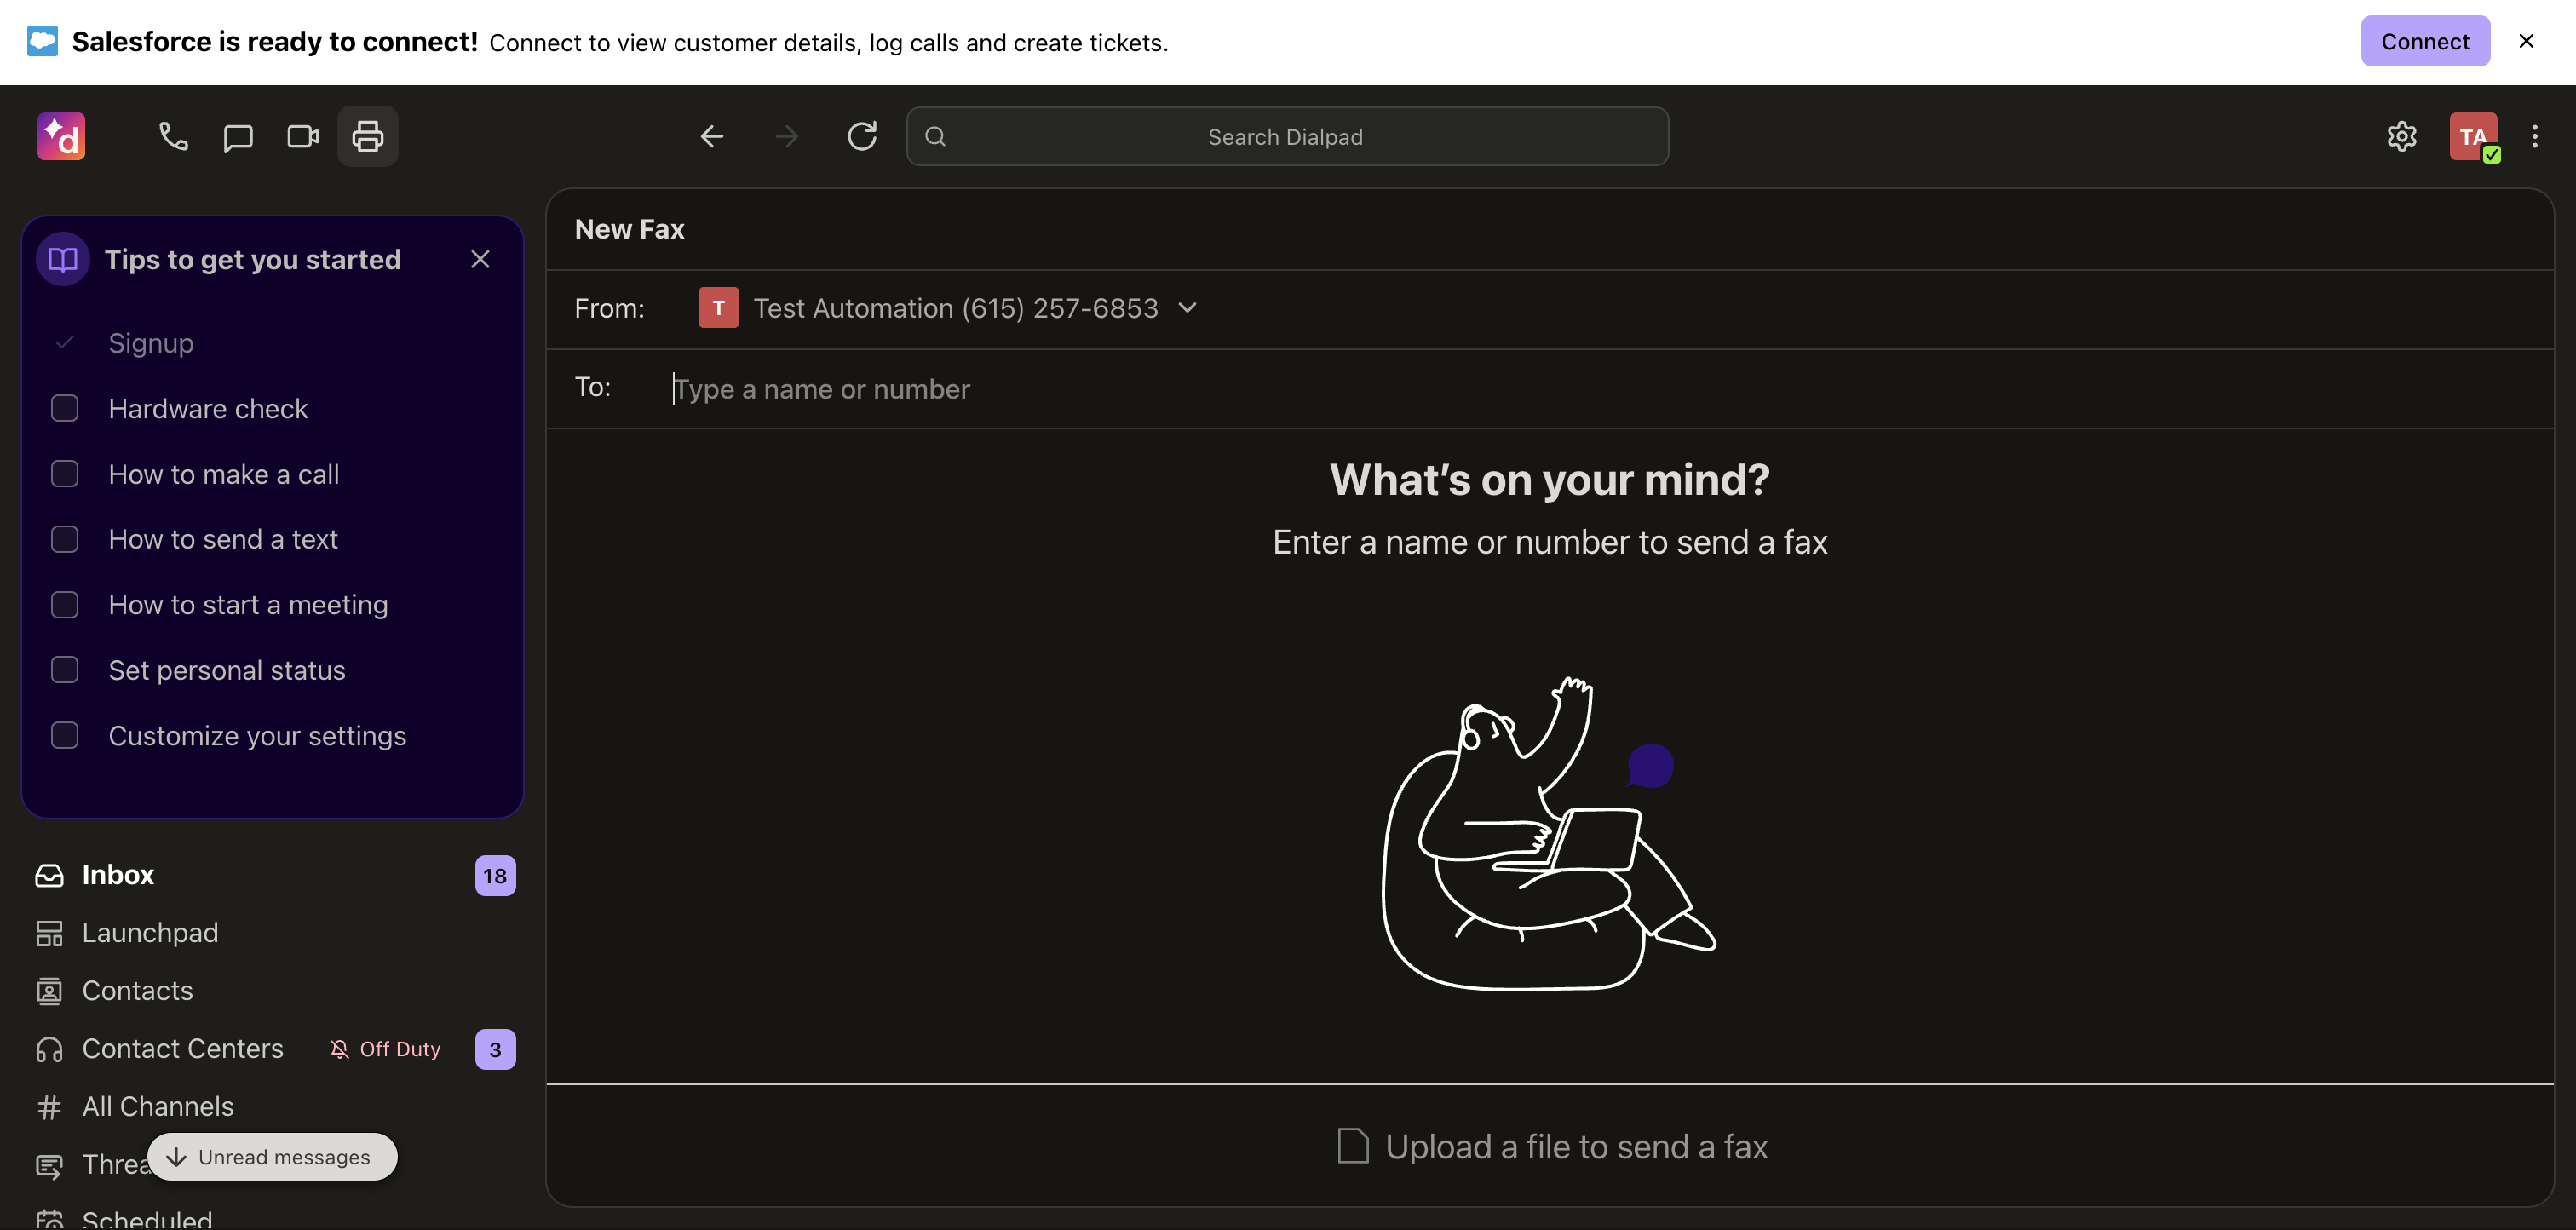 Salesforce is ready to connect! Connect to view customer details, log calls and create tickets.
Connect
d
Search Dialpad
TA
Tips to get you started
Signup
Hardware check
How to make a call
How to send a text
How to start a meeting
Set personal status
Customize your settings
Inbox 18
Launchpad
Contacts
Contact Centers Off Duty 3
All Channels
Threa
Unread messages
Scheduled
New Fax
From: T Test Automation (615) 257-6853
To: Type a name or number
What's on your mind?
Enter a name or number to send a fax
Upload a file to send a fax